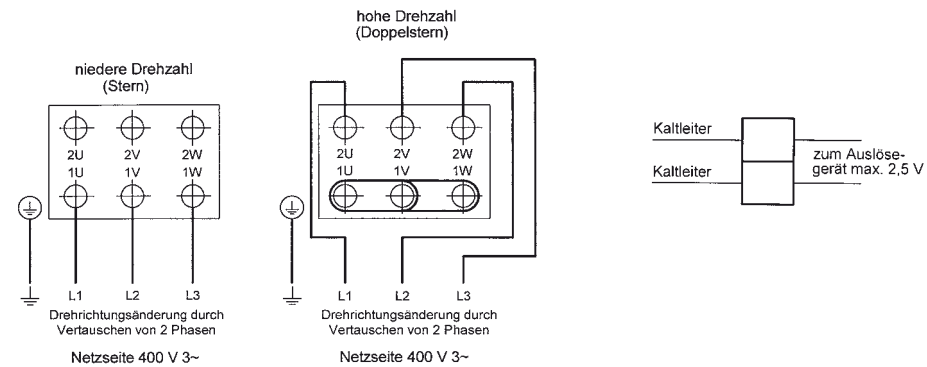 niedere Drehzahl
(Stern)
2U 2V 2W
1U 1V 1W
L1 L2 L3
Drehrichtungsänderung durch
Vertauschen von 2 Phasen
Netzseite 400 V 3~
hohe Drehzahl
(Doppelstern)
2U 2V 2W
1U 1V 1W
L1 L2 L3
Drehrichtungsänderung durch
Vertauschen von 2 Phasen
Netzseite 400 V 3~
Kaltleiter
Kaltleiter
zum Auslöse-
gerät max. 2,5 V